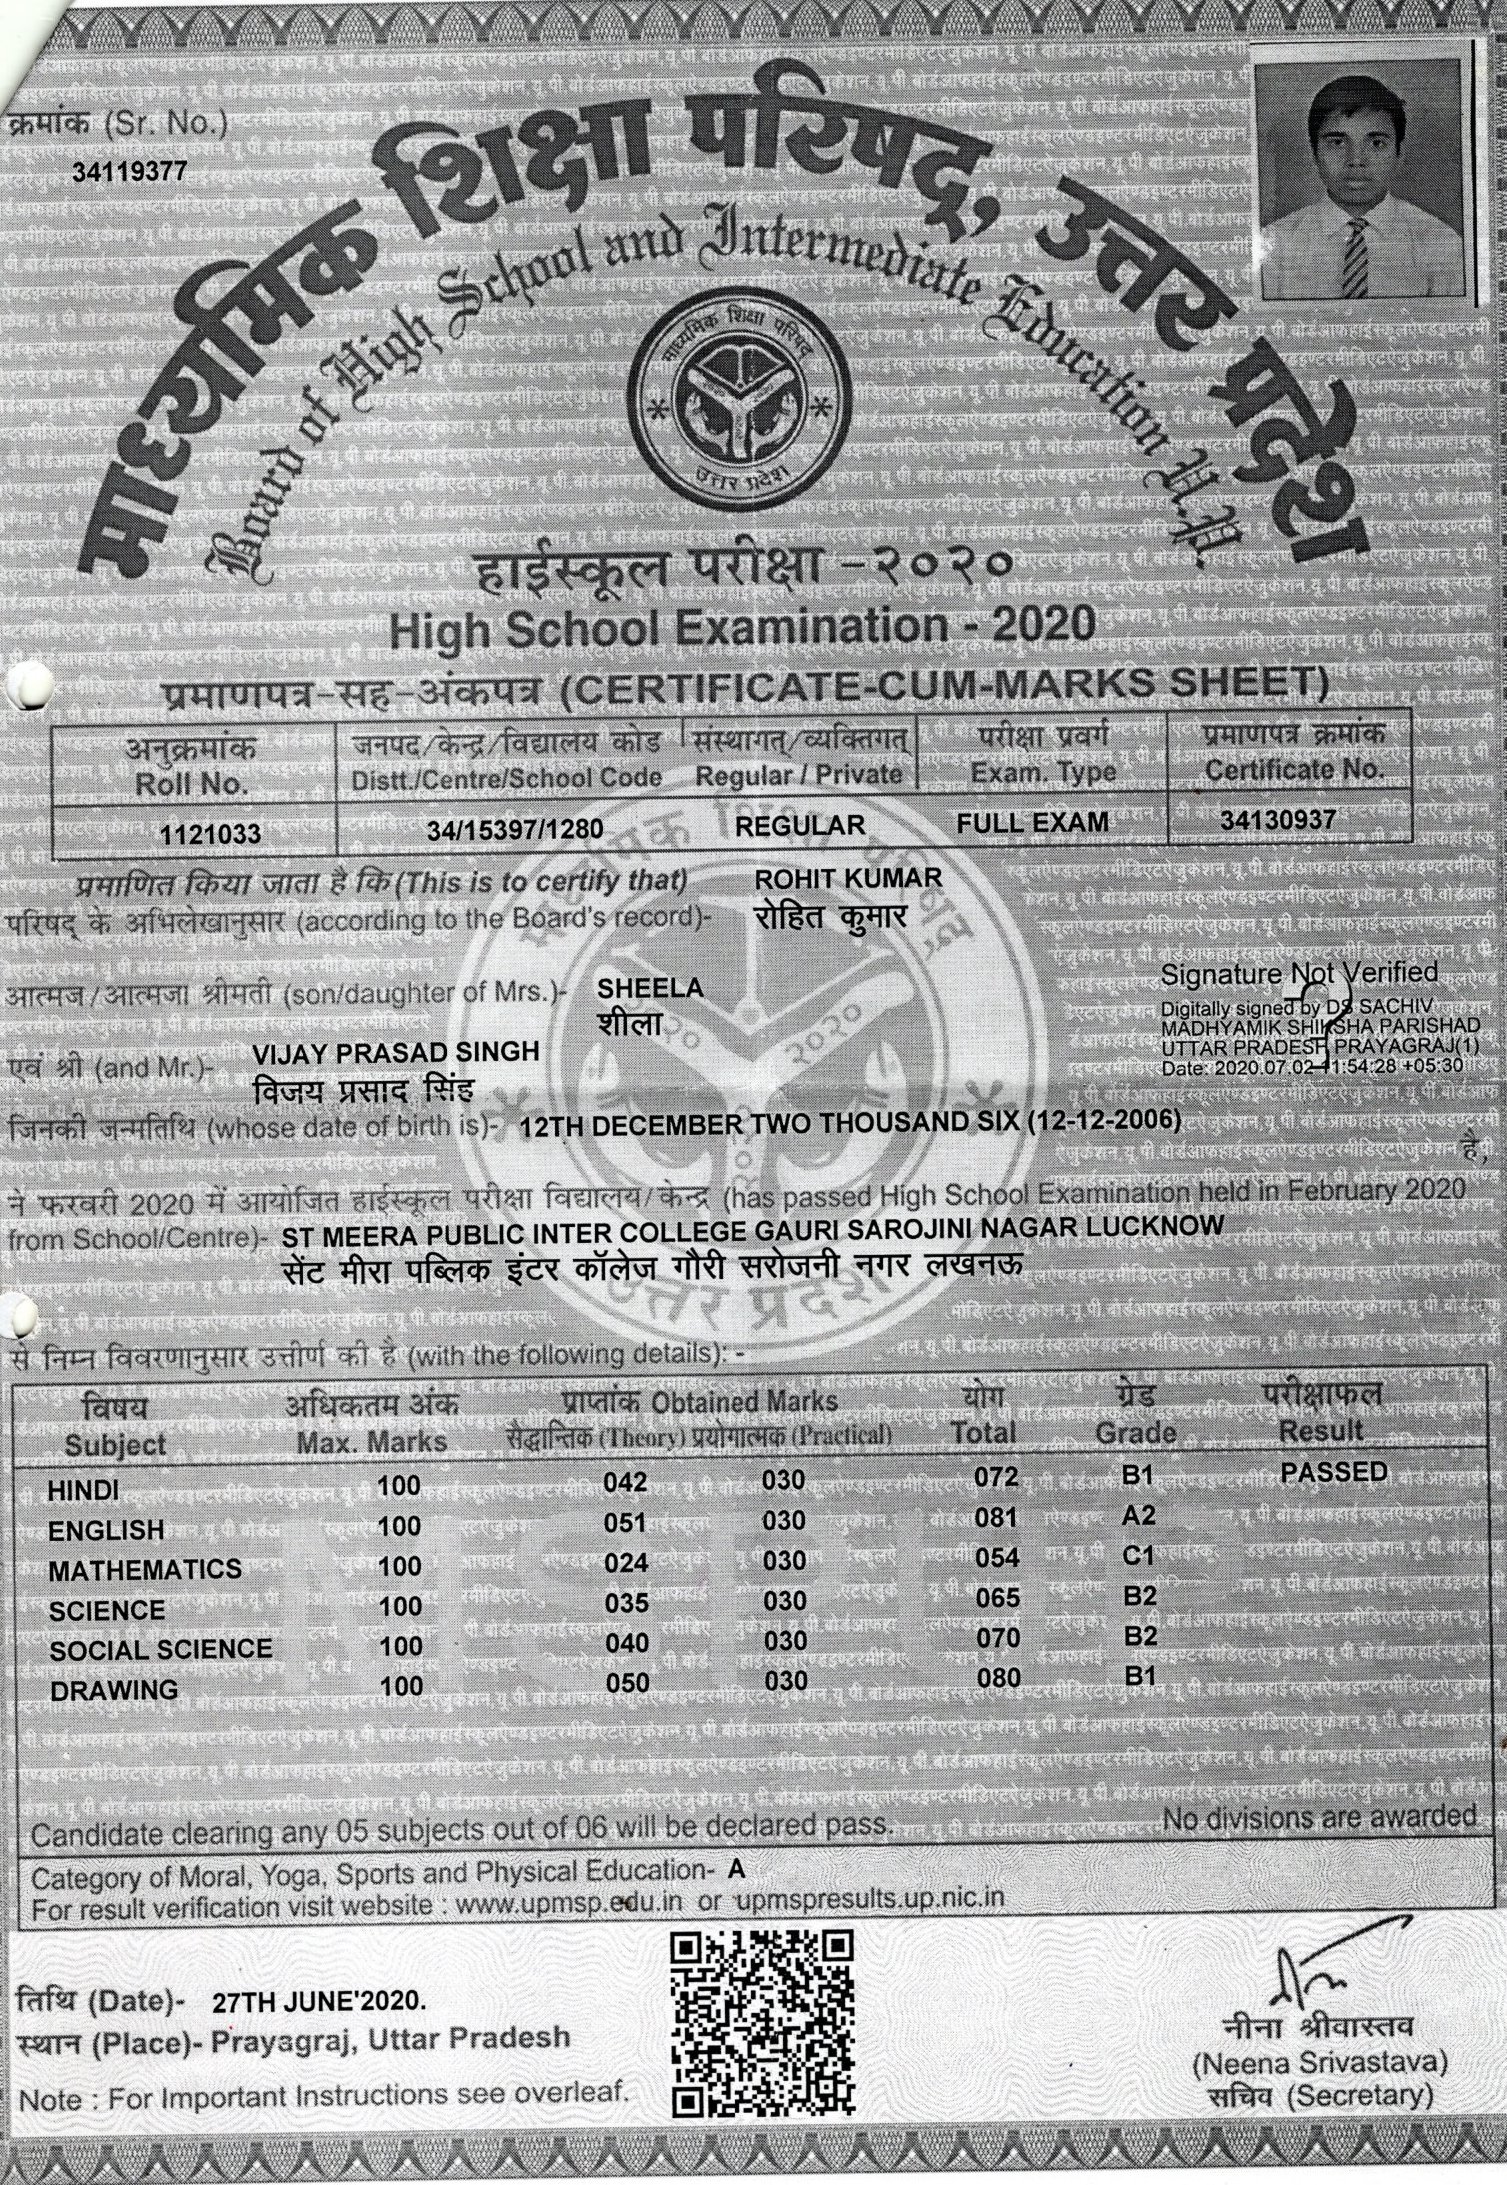 क्रमांक (Sr. No.)
34119377
माध्यमिक शिक्षा परिषद्, उत्तर प्रदेश
Board of High School and Intermediate Education U.P.
माध्यमिक शिक्षा परिषद्
उत्तर प्रदेश
हाईस्कूल परीक्षा -२०२०
High School Examination - 2020
प्रमाणपत्र-सह-अंकपत्र (CERTIFICATE-CUM-MARKS SHEET)
अनुक्रमांक जनपद/केन्द्र/विद्यालय कोड संस्थागत्/व्यक्तिगत् परीक्षा प्रवर्ग प्रमाणपत्र क्रमांक
Roll No. Distt./Centre/School Code Regular / Private Exam. Type Certificate No.
1121033 34/15397/1280 REGULAR FULL EXAM 34130937
प्रमाणित किया जाता है कि (This is to certify that) ROHIT KUMAR
परिषद् के अभिलेखानुसार (according to the Board's record)- रोहित कुमार
आत्मज/आत्मजा श्रीमती (son/daughter of Mrs.)- SHEELA
शीला
Signature Not Verified
Digitally signed by DS SACHIV
MADHYAMIK SHIKSHA PARISHAD
UTTAR PRADESH PRAYAGRAJ(1)
Date: 2020.07.02 11:54:28 +05:30
एवं श्री (and Mr.)- VIJAY PRASAD SINGH
विजय प्रसाद सिंह
जिनकी जन्मतिथि (whose date of birth is)- 12TH DECEMBER TWO THOUSAND SIX (12-12-2006)
है,
ने फरवरी 2020 में आयोजित हाईस्कूल परीक्षा विद्यालय/केन्द्र (has passed High School Examination held in February 2020
from School/Centre)- ST MEERA PUBLIC INTER COLLEGE GAURI SAROJINI NAGAR LUCKNOW
सेंट मीरा पब्लिक इंटर कॉलेज गौरी सरोजनी नगर लखनऊ
से निम्न विवरणानुसार उत्तीर्ण की है (with the following details): -
विषय अधिकतम अंक प्राप्तांक Obtained Marks योग ग्रेड परीक्षाफल
Subject Max. Marks सैद्धान्तिक (Theory) प्रयोगात्मक (Practical) Total Grade Result
HINDI 100 042 030 072 B1 PASSED
ENGLISH 100 051 030 081 A2
MATHEMATICS 100 024 030 054 C1
SCIENCE 100 035 030 065 B2
SOCIAL SCIENCE 100 040 030 070 B2
DRAWING 100 050 030 080 B1
Candidate clearing any 05 subjects out of 06 will be declared pass. No divisions are awarded
Category of Moral, Yoga, Sports and Physical Education- A
For result verification visit website : www.upmsp.edu.in or upmspresults.up.nic.in
तिथि (Date)- 27TH JUNE'2020.
स्थान (Place)- Prayagraj, Uttar Pradesh
Note : For Important Instructions see overleaf.
नीना श्रीवास्तव
(Neena Srivastava)
सचिव (Secretary)